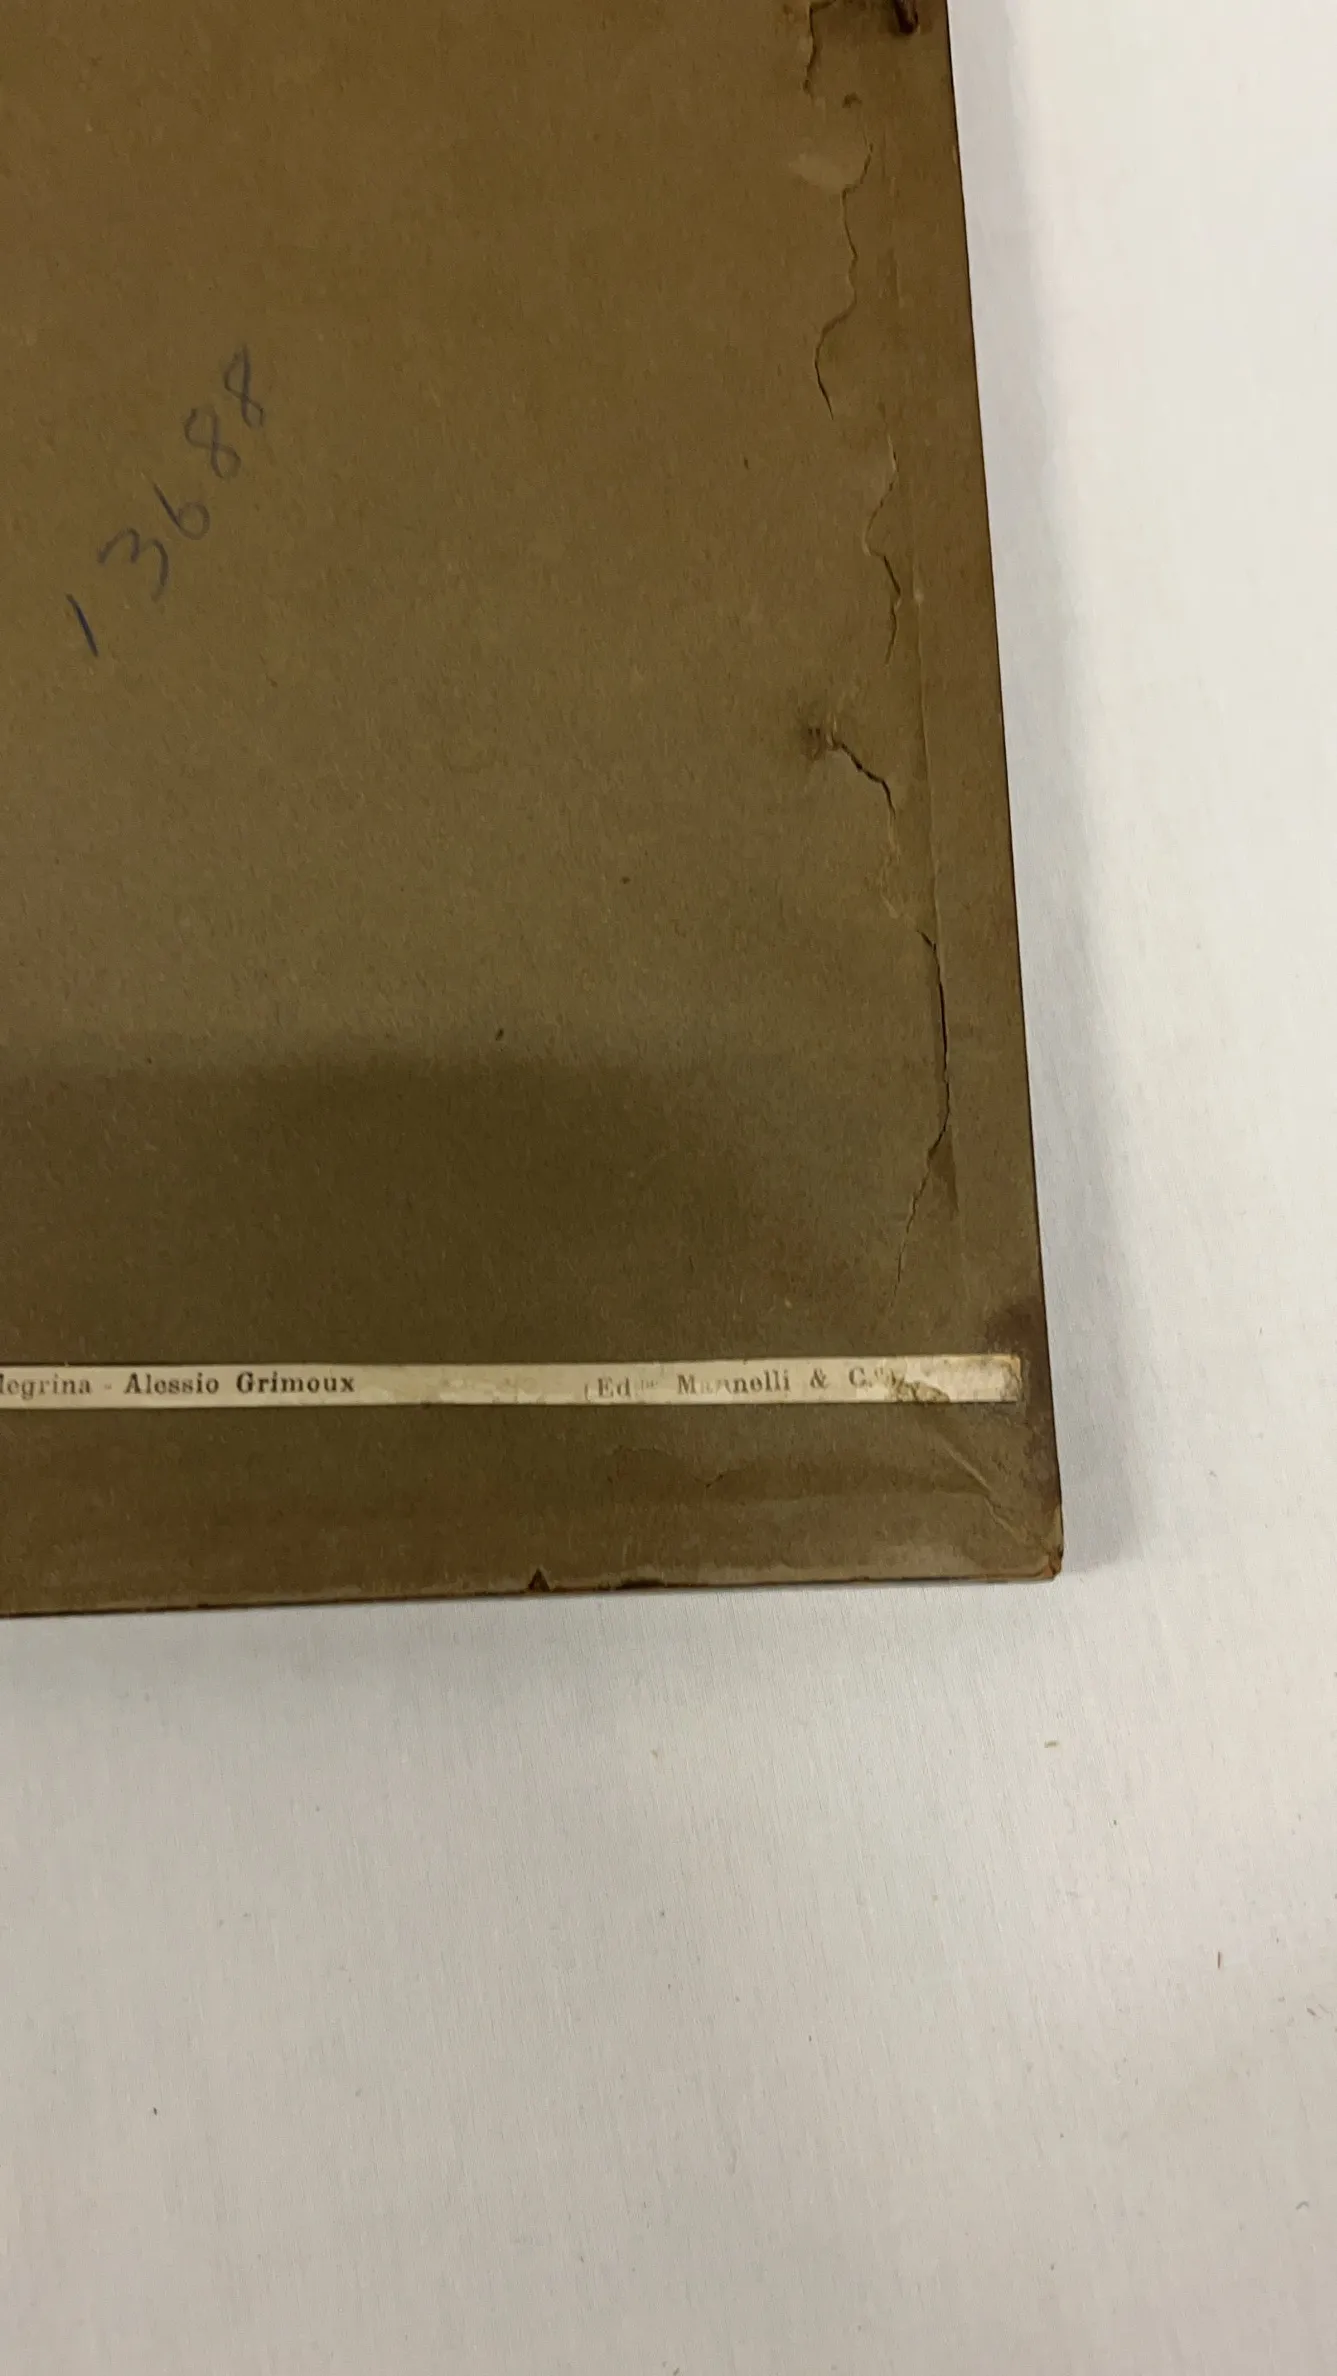 13688
legrina - Alessio Grimoux (Ed.ne Mannelli & C.º)